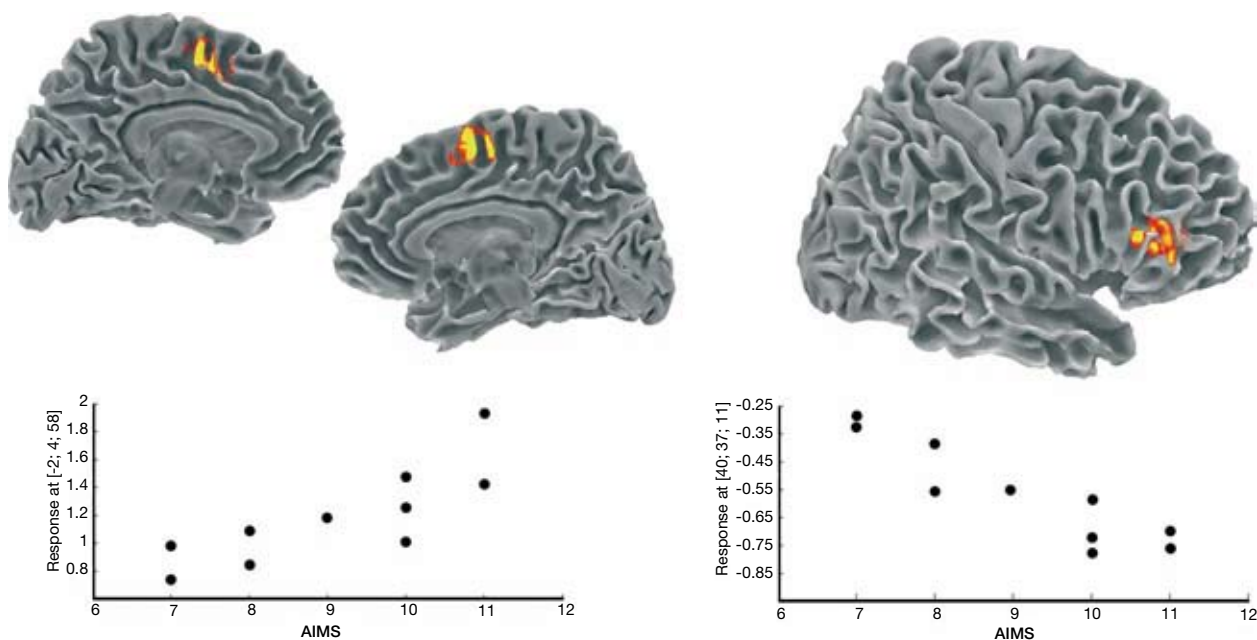 Response at [-2; 4; 58]
2
1.8
1.6
1.4
1.2
1
0.8
6 7 8 9 10 11 12
AIMS
Response at [40; 37; 11]
-0.25
-0.35
-0.45
-0.55
-0.65
-0.75
-0.85
6 7 8 9 10 11 12
AIMS